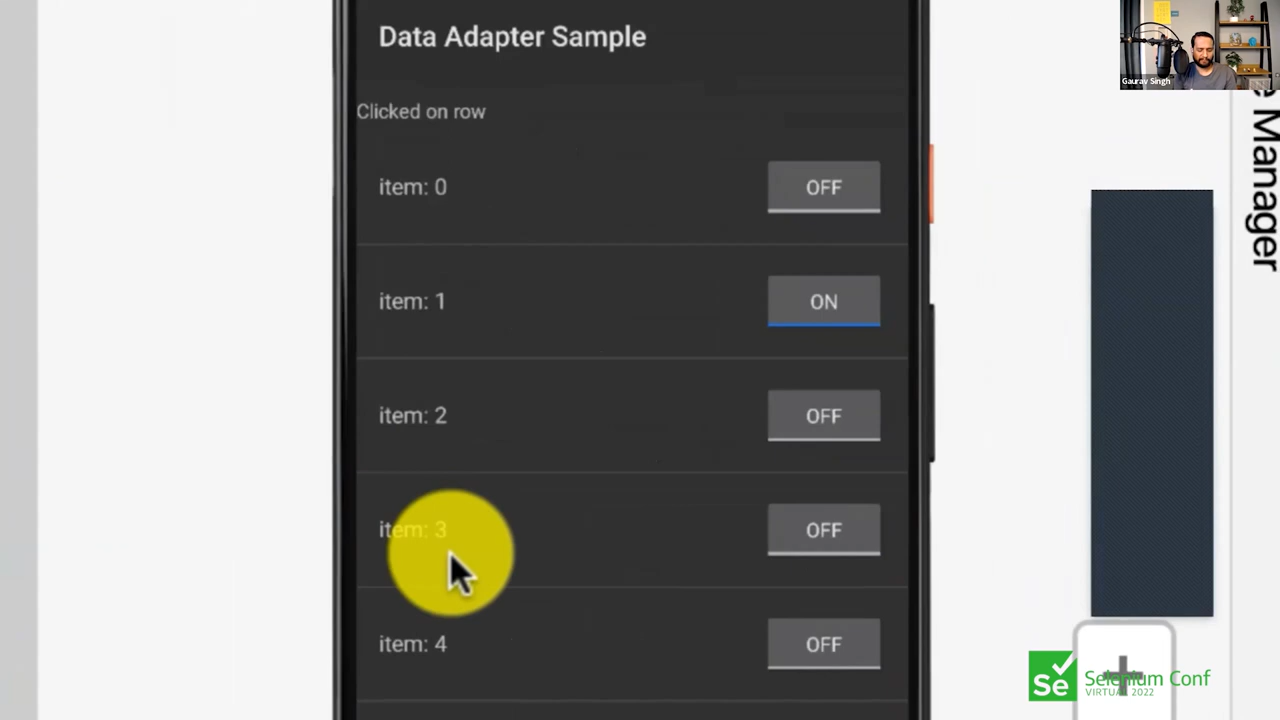 Data Adapter Sample
Gaurav Singh
Clicked on row
item: 0 OFF
item: 1 ON
item: 2 OFF
item: 3 OFF
item: 4 OFF
Manager
Se Selenium Conf
VIRTUAL 2022